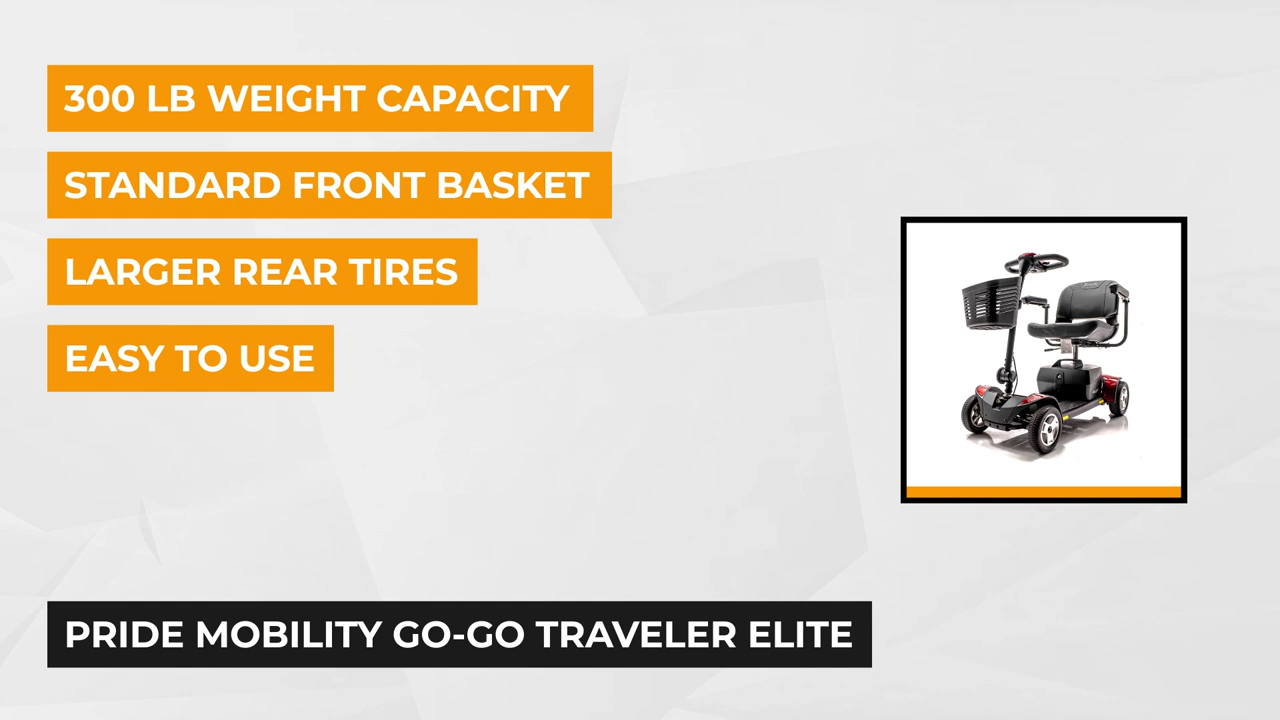 300 LB WEIGHT CAPACITY
STANDARD FRONT BASKET
LARGER REAR TIRES
EASY TO USE
PRIDE MOBILITY GO-GO TRAVELER ELITE